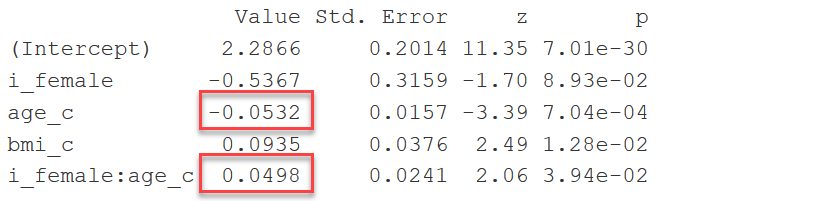 Value Std. Error z p
(Intercept) 2.2866 0.2014 11.35 7.01e-30
i_female -0.5367 0.3159 -1.70 8.93e-02
age_c -0.0532 0.0157 -3.39 7.04e-04
bmi_c 0.0935 0.0376 2.49 1.28e-02
i_female:age_c 0.0498 0.0241 2.06 3.94e-02